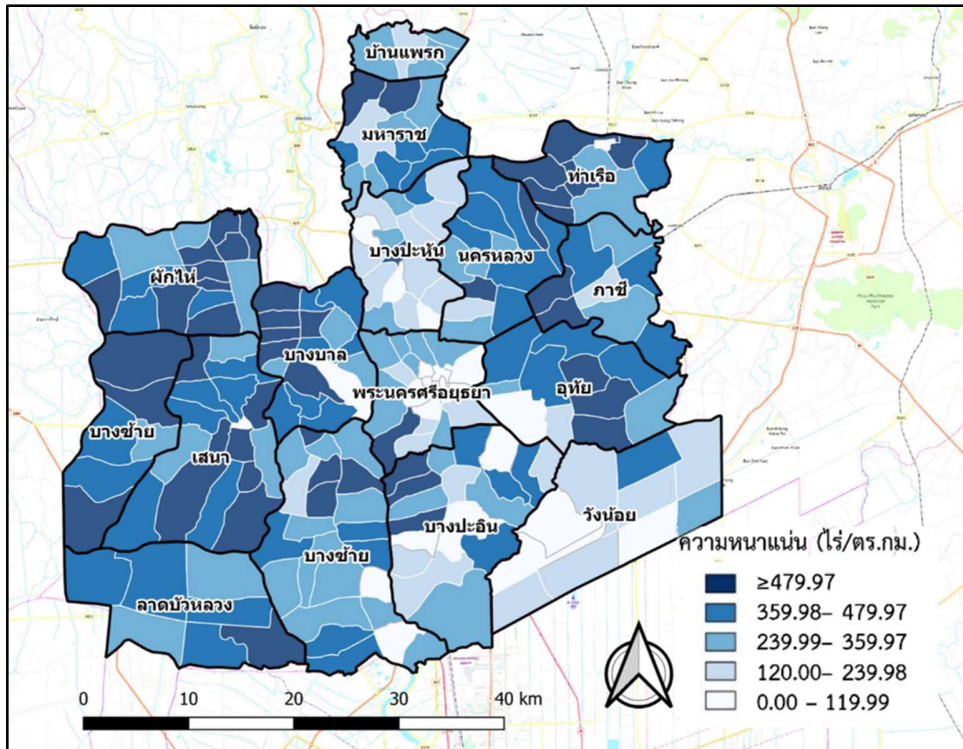 บ้านแพรก
มหาราช
ท่าเรือ
บางปะหัน
นครหลวง
ผักไห่
ภาชี
บางบาล
พระนครศรีอยุธยา
อุทัย
บางซ้าย
เสนา
วังน้อย
บางปะอิน
บางซ้าย
ลาดบัวหลวง
ความหนาแน่น (ไร่/ตร.กม.)
≥479.97
359.98– 479.97
239.99– 359.97
120.00– 239.98
0.00 - 119.99
0 10 20 30 40 km